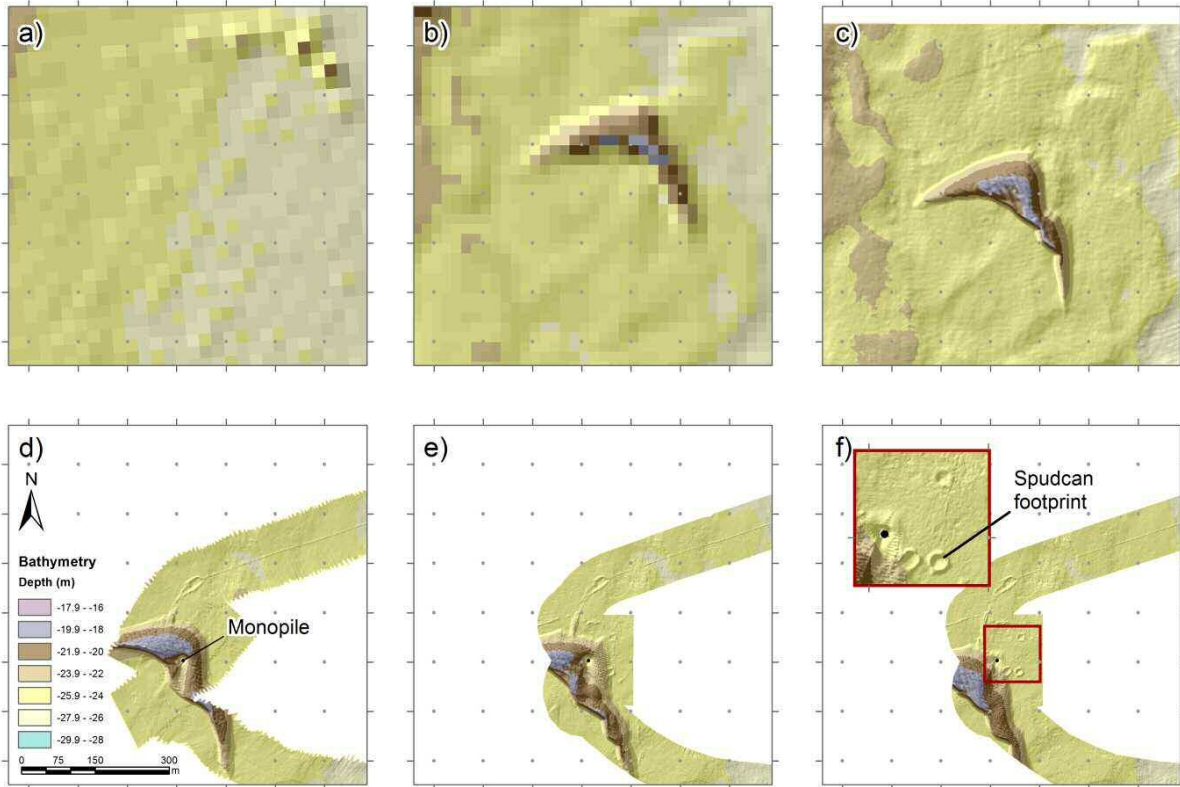 a)
b)
c)
d)
N
Bathymetry
Depth (m)
-17.9 - -16
-19.9 - -18
-21.9 - -20
-23.9 - -22
-25.9 - -24
-27.9 - -26
-29.9 - -28
0 75 150 300
m
Monopile
e)
f)
Spudcan
footprint